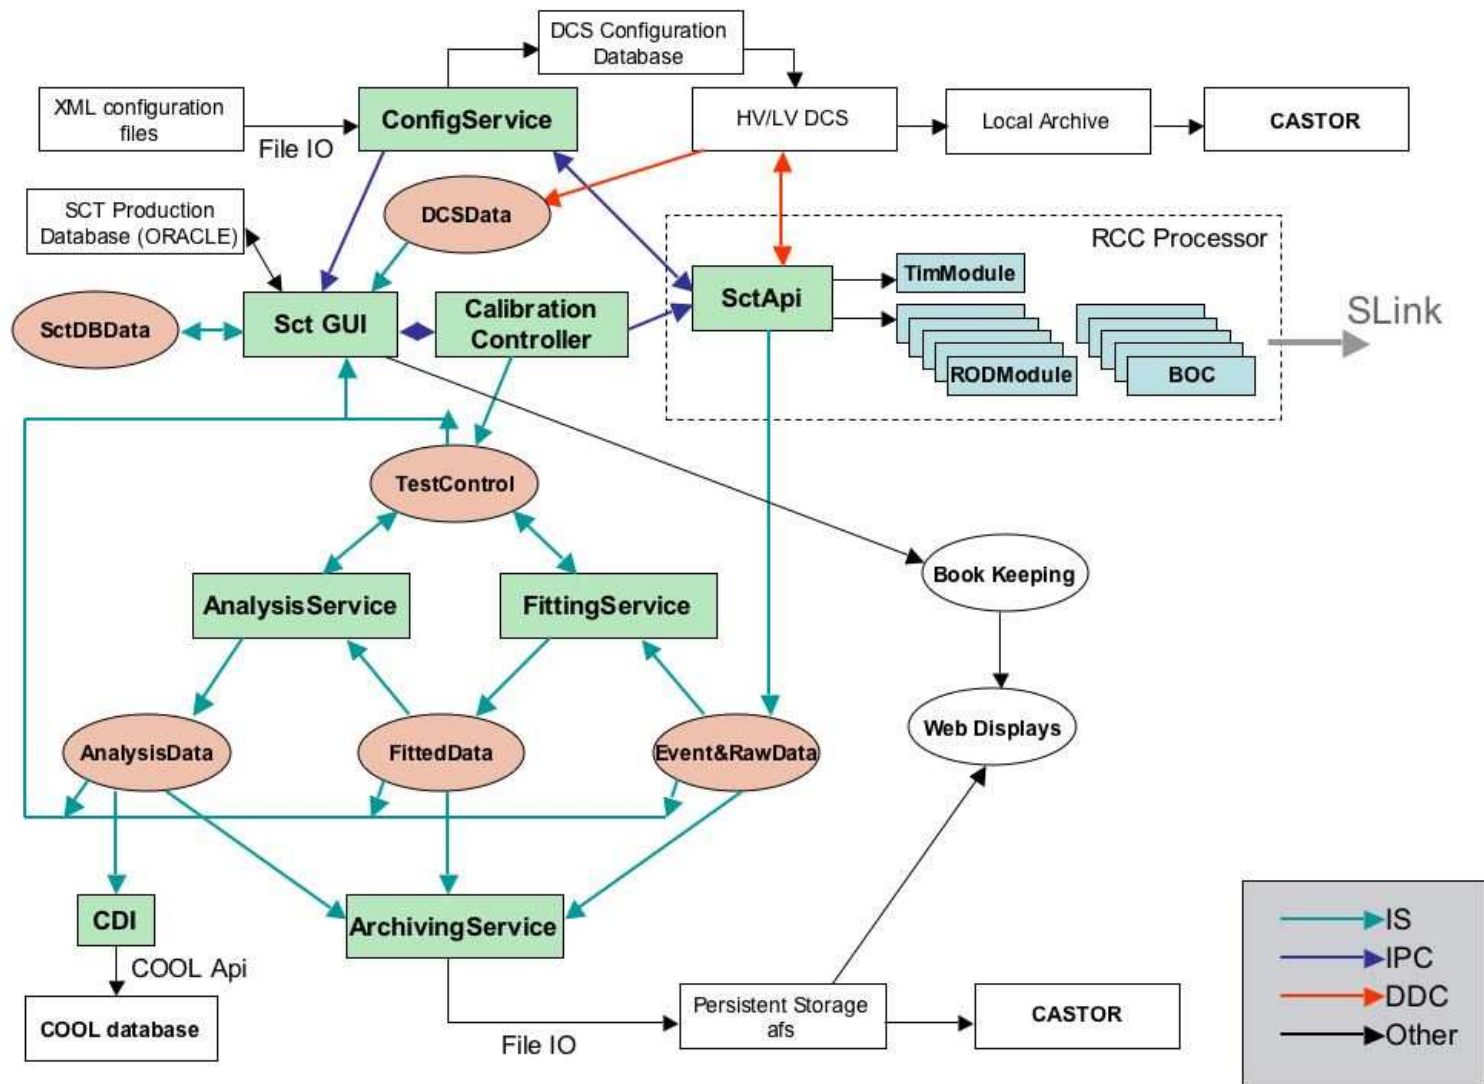 DCS Configuration
Database
XML configuration
files
File IO
ConfigService
HV/LV DCS
Local Archive
CASTOR
SCT Production
Database (ORACLE)
DCSData
RCC Processor
SctDBData
Sct GUI
Calibration
Controller
SctApi
TimModule
RODModule
BOC
SLink
TestControl
AnalysisService
FittingService
Book Keeping
AnalysisData
FittedData
Event&RawData
Web Displays
CDI
ArchivingService
COOL Api
COOL database
File IO
Persistent Storage
afs
CASTOR
IS
IPC
DDC
Other